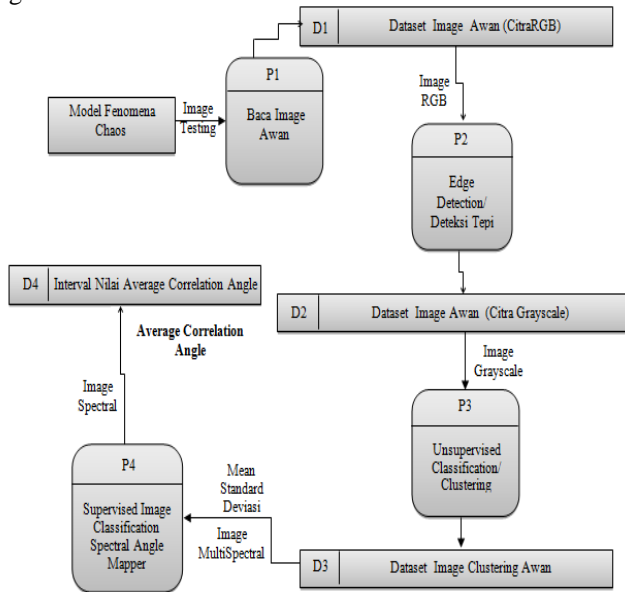 D1 Dataset Image Awan (CitraRGB)
P1
Baca Image
Awan
Model Fenomena
Chaos
Image
Testing
Image
RGB
P2
Edge
Detection/
Deteksi Tepi
D4 Interval Nilai Average Correlation Angle
D2 Dataset Image Awan (Citra Grayscale)
Average Correlation
Angle
Image
Grayscale
Image
Spectral
P3
Unsupervised
Classification/
Clustering
P4
Supervised Image
Classification
Spectral Angle
Mapper
Mean
Standard
Deviasi
Image
MultiSpectral
D3 Dataset Image Clustering Awan